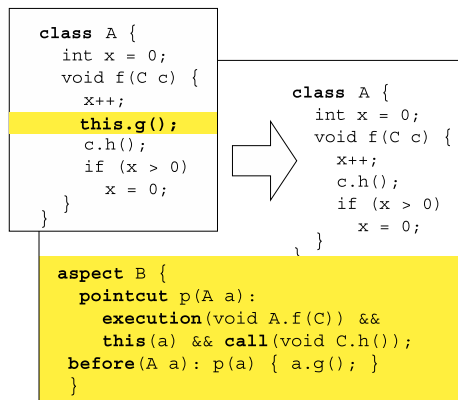 class A {
int x = 0;
void f(C c) {
x++;
this.g();
c.h();
if (x > 0)
x = 0;
}
}
class A {
int x = 0;
void f(C c) {
x++;
c.h();
if (x > 0)
x = 0;
}
}
aspect B {
pointcut p(A a):
execution(void A.f(C)) &&
this(a) && call(void C.h());
before(A a): p(a) { a.g(); }
}